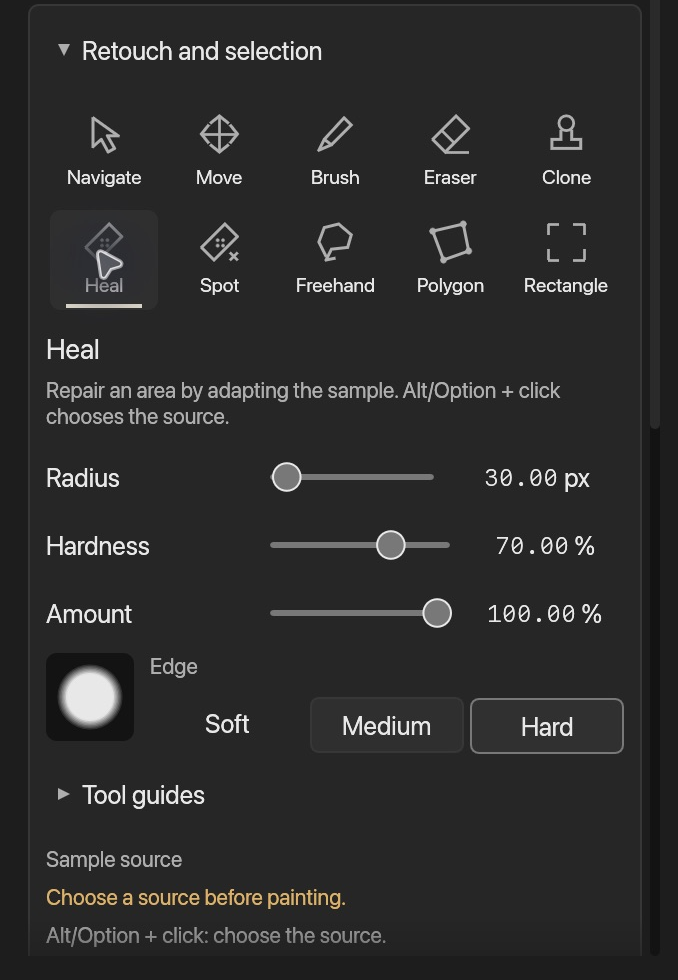 Retouch and selection
Navigate Move Brush Eraser Clone
Heal Spot Freehand Polygon Rectangle
Heal
Repair an area by adapting the sample. Alt/Option + click
chooses the source.
Radius 30.00 px
Hardness 70.00 %
Amount 100.00 %
Edge
Soft Medium Hard
Tool guides
Sample source
Choose a source before painting.
Alt/Option + click: choose the source.